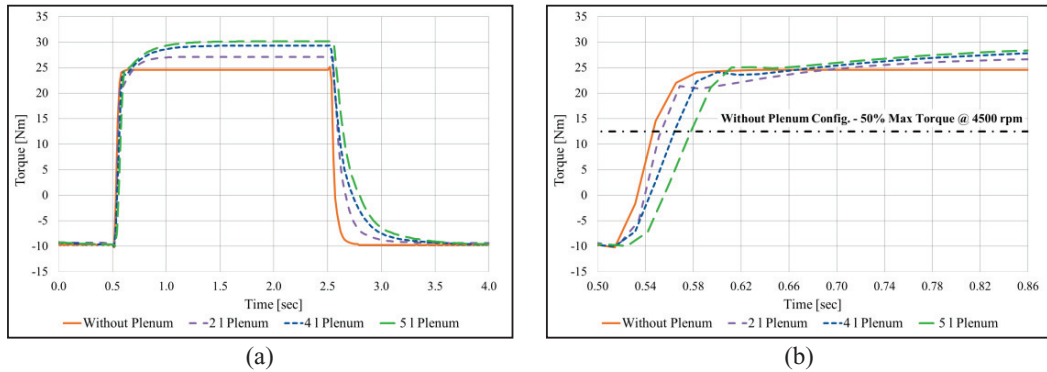 35
30
25
20
15
10
5
0
-5
-10
-15
Torque [Nm]
0.0 0.5 1.0 1.5 2.0 2.5 3.0 3.5 4.0
Time [sec]
Without Plenum 2 l Plenum 4 l Plenum 5 l Plenum
(a)
35
30
25
20
15
10
5
0
-5
-10
-15
Torque [Nm]
Without Plenum Config. - 50% Max Torque @ 4500 rpm
0.50 0.54 0.58 0.62 0.66 0.70 0.74 0.78 0.82 0.86
Time [sec]
Without Plenum 2 l Plenum 4 l Plenum 5 l Plenum
(b)